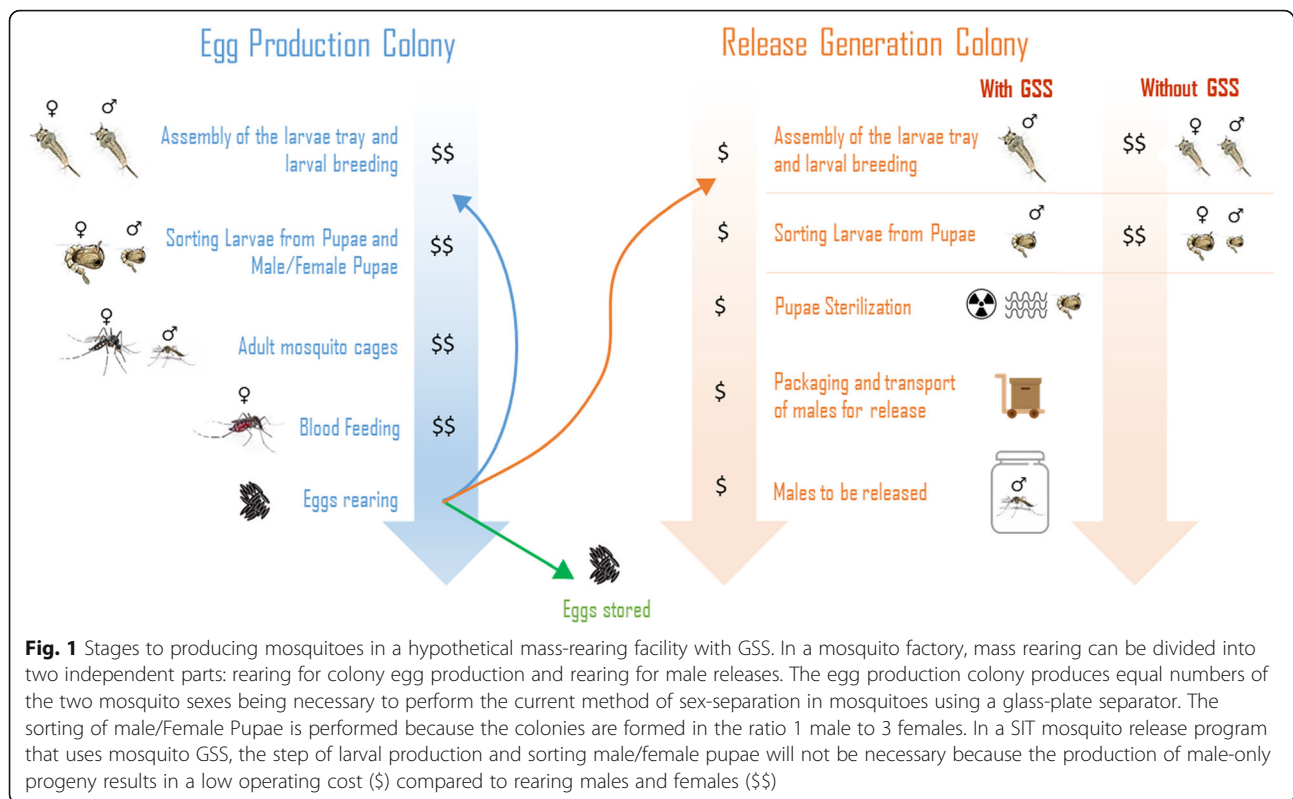 Egg Production Colony
Release Generation Colony
With GSS
Without GSS
♀ ♂
Assembly of the larvae tray and
larval breeding
$$
$
Assembly of the larvae tray
and larval breeding
♂
$$
♀ ♂
♀ ♂
Sorting Larvae from Pupae and
Male/Female Pupae
$$
$
Sorting Larvae from Pupae
♂
$$
♀ ♂
♀ ♂
Adult mosquito cages
$$
$
Pupae Sterilization
♀
Blood Feeding
$$
$
Packaging and transport
of males for release
Eggs rearing
$
Males to be released
♂
Eggs stored
Fig. 1 Stages to producing mosquitoes in a hypothetical mass-rearing facility with GSS. In a mosquito factory, mass rearing can be divided into
two independent parts: rearing for colony egg production and rearing for male releases. The egg production colony produces equal numbers of
the two mosquito sexes being necessary to perform the current method of sex-separation in mosquitoes using a glass-plate separator. The
sorting of male/Female Pupae is performed because the colonies are formed in the ratio 1 male to 3 females. In a SIT mosquito release program
that uses mosquito GSS, the step of larval production and sorting male/female pupae will not be necessary because the production of male-only
progeny results in a low operating cost ($) compared to rearing males and females ($$)